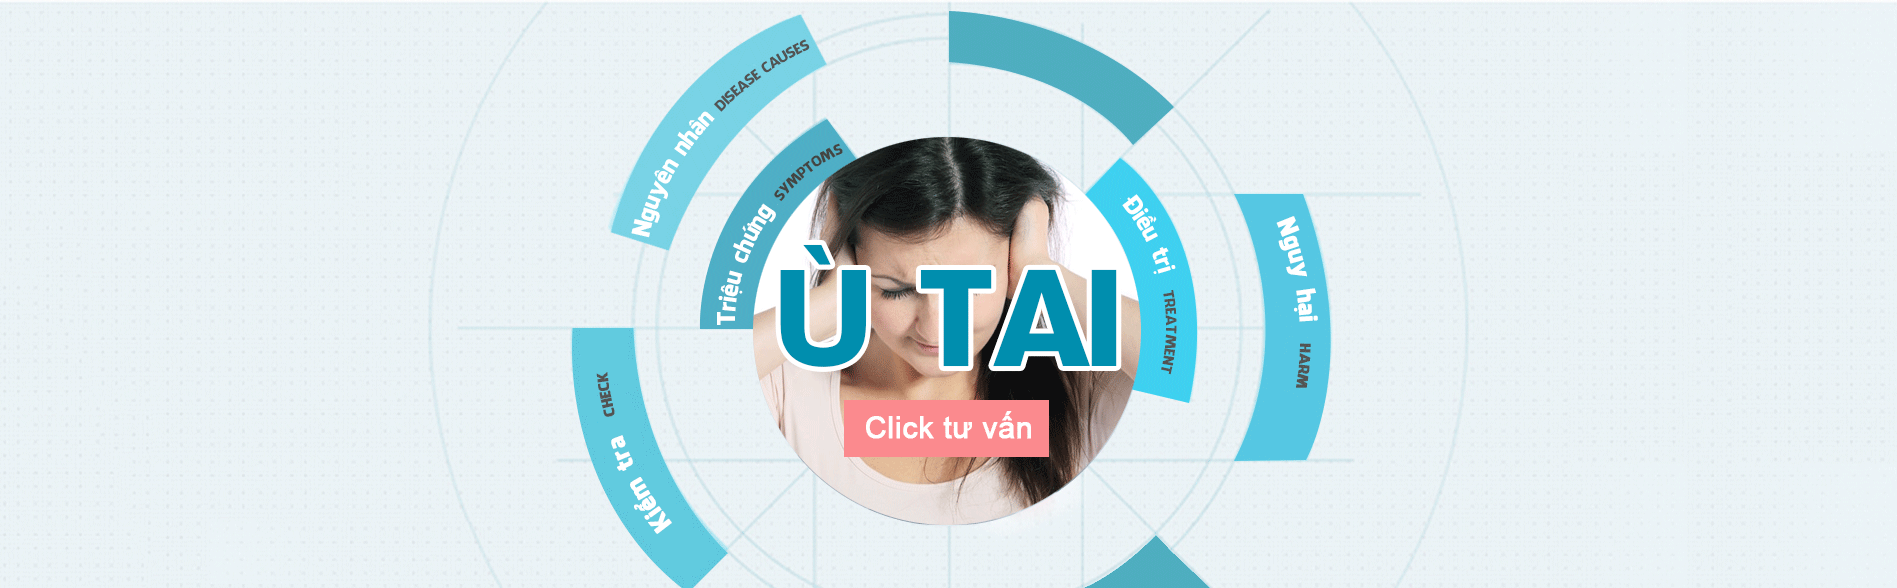 Nguyên nhân DISEASE CAUSES
Triệu chứng SYMPTOMS
Điều trị TREATMENT
Nguy hại HARM
Kiểm tra CHECK
Ù TAI
Click tư vấn